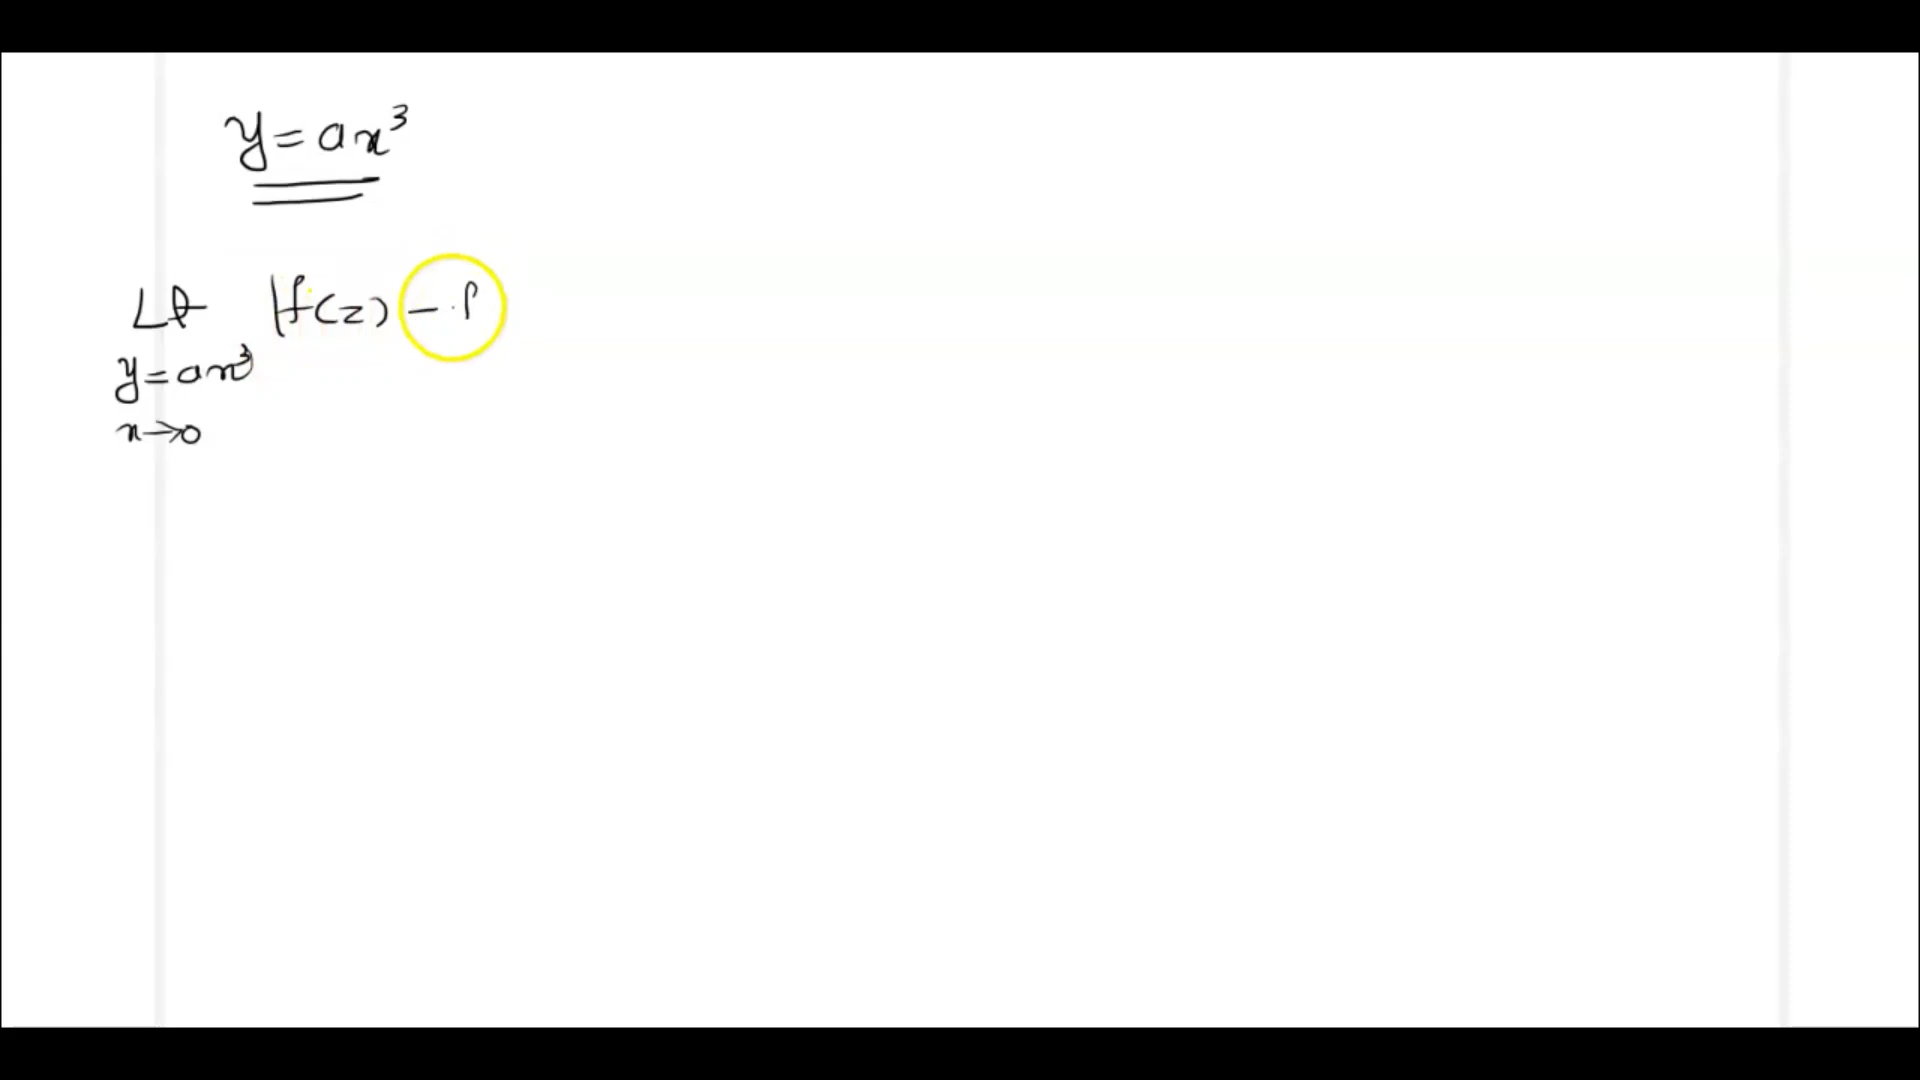 y=ax³
Lt |f(z) - f
y=ax³
x→0